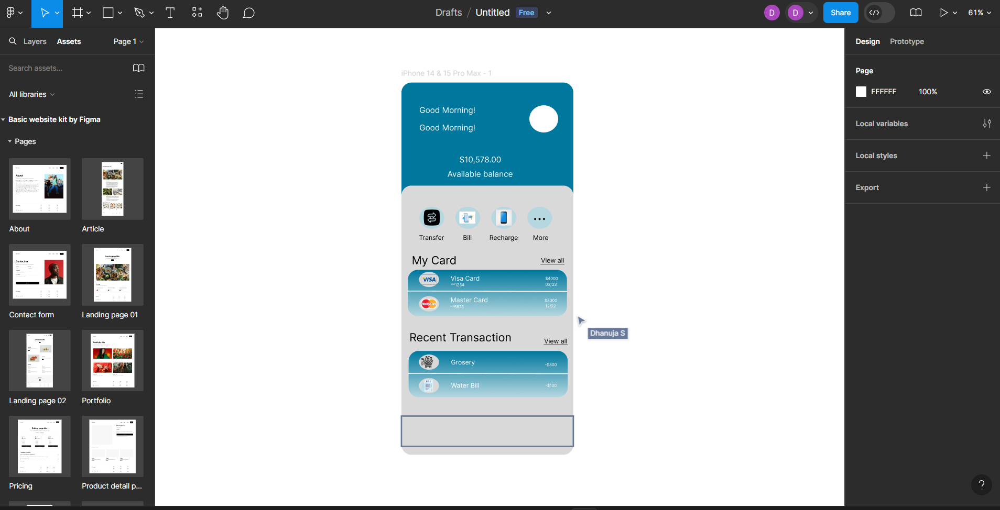 Drafts / Untitled Free
D D Share 61%
Layers Assets Page 1
Search assets...
All libraries
Basic website kit by Figma
Pages
About Article
Contact form Landing page 01
Landing page 02 Portfolio
Pricing Product detail p...
iPhone 14 & 15 Pro Max - 1
Good Morning!
Good Morning!
$10,578.00
Available balance
Transfer Bill Recharge More
My Card View all
VISA Visa Card $4000
**1234 03/23
MasterCard Master Card $3000
**5678 12/22
Dhanuja S
Recent Transaction View all
Grosery -$800
BILL
Water Bill -$100
Design Prototype
Page
FFFFFF 100%
Local variables
Local styles
Export
?